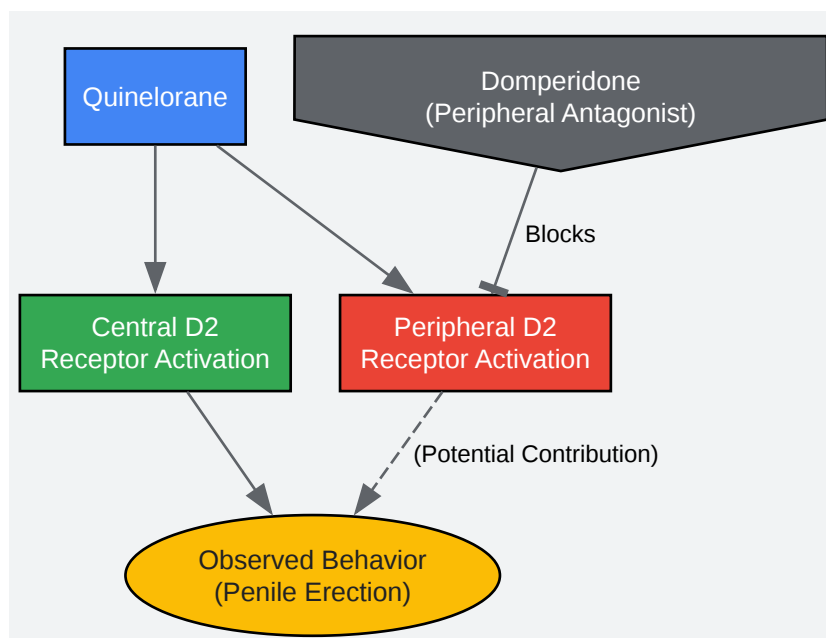 Quinelorane
Domperidone
(Peripheral Antagonist)
Blocks
Central D2
Receptor Activation
Peripheral D2
Receptor Activation
(Potential Contribution)
Observed Behavior
(Penile Erection)